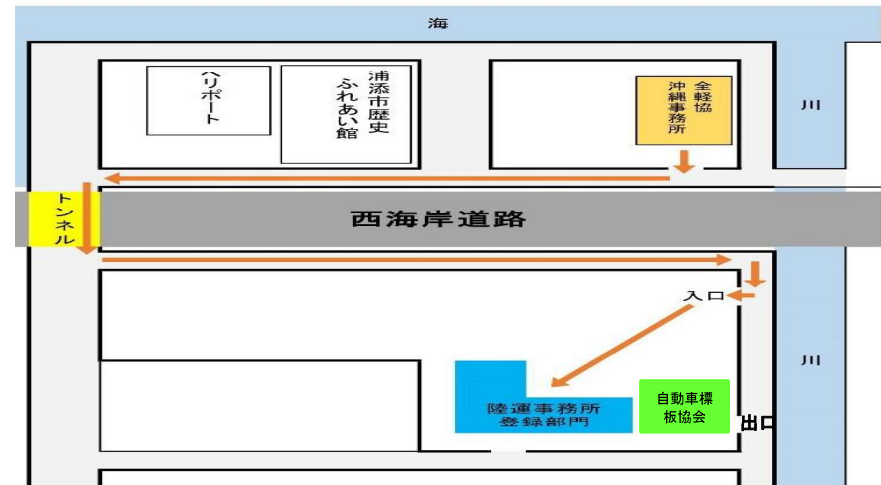 海
ヘリポート
浦添市歴史
ふれあい館
全軽協
沖縄事務所
川
トンネル
西海岸道路
入口
川
陸運事務所
登録部門
自動車標
板協会
出口